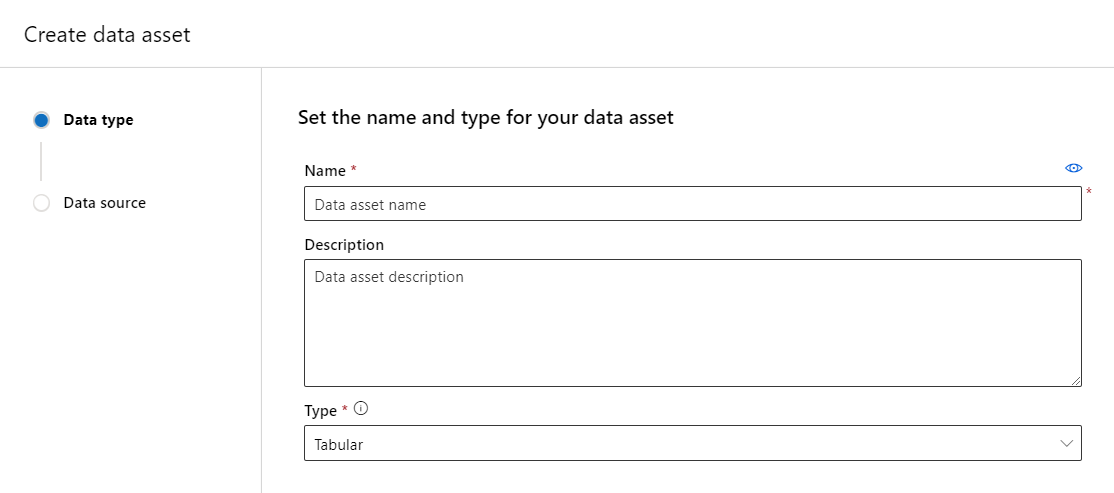 Create data asset
Data type
Data source
Set the name and type for your data asset
Name *
Data asset name
*
Description
Data asset description
Type *
Tabular